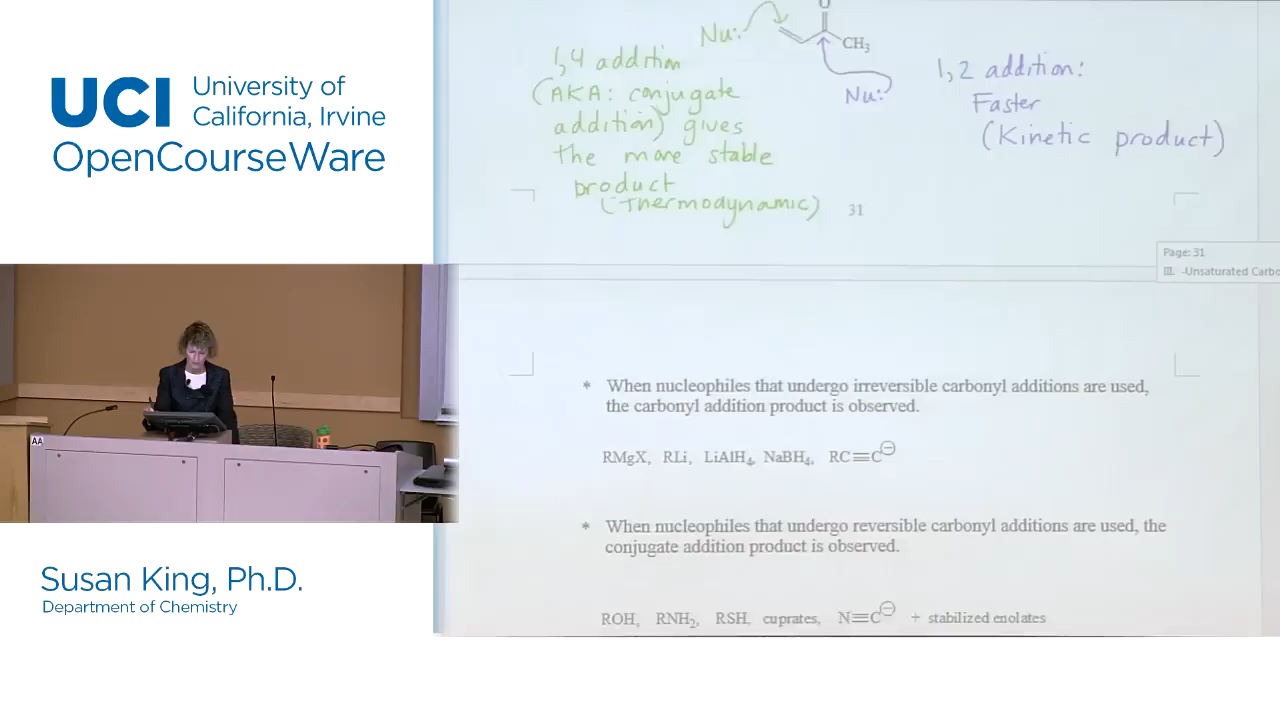 UCI University of California, Irvine
OpenCourseWare
O
Nu:
CH₃
1,4 addition
(AKA: conjugate
addition) gives
the more stable
product
(Thermodynamic)
Nu:
1,2 addition:
Faster
(Kinetic product)
31
Page: 31
III. -Unsaturated Carbo
* When nucleophiles that undergo irreversible carbonyl additions are used,
the carbonyl addition product is observed.
RMgX, RLi, LiAlH₄, NaBH₄, RC≡C⊖
* When nucleophiles that undergo reversible carbonyl additions are used, the
conjugate addition product is observed.
ROH, RNH₂, RSH, cuprates, N≡C⊖ + stabilized enolates
AA
Susan King, Ph.D.
Department of Chemistry